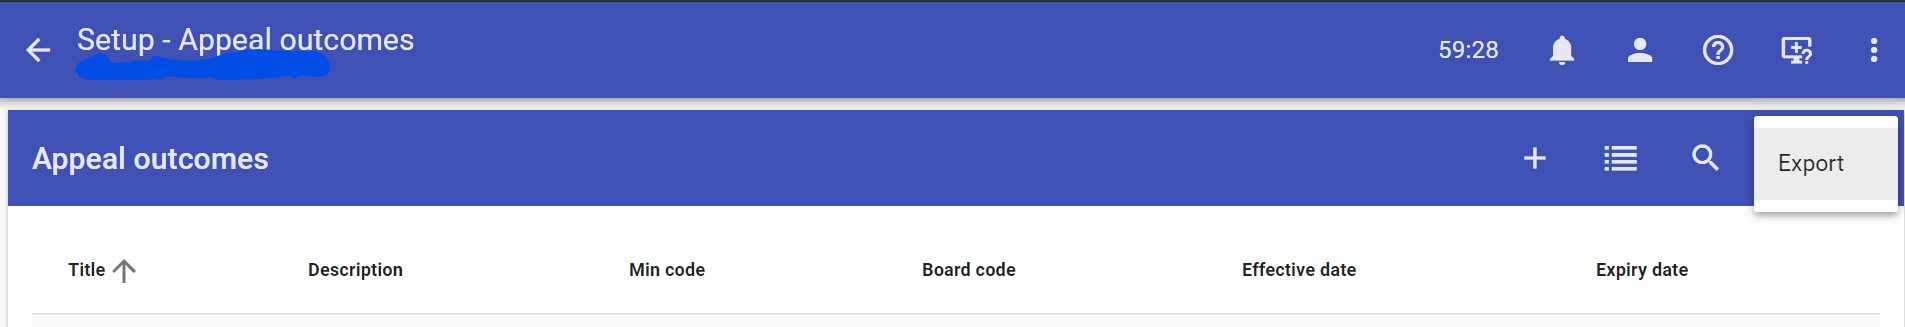 Setup - Appeal outcomes
59:28
Appeal outcomes
Export
Title
Description
Min code
Board code
Effective date
Expiry date